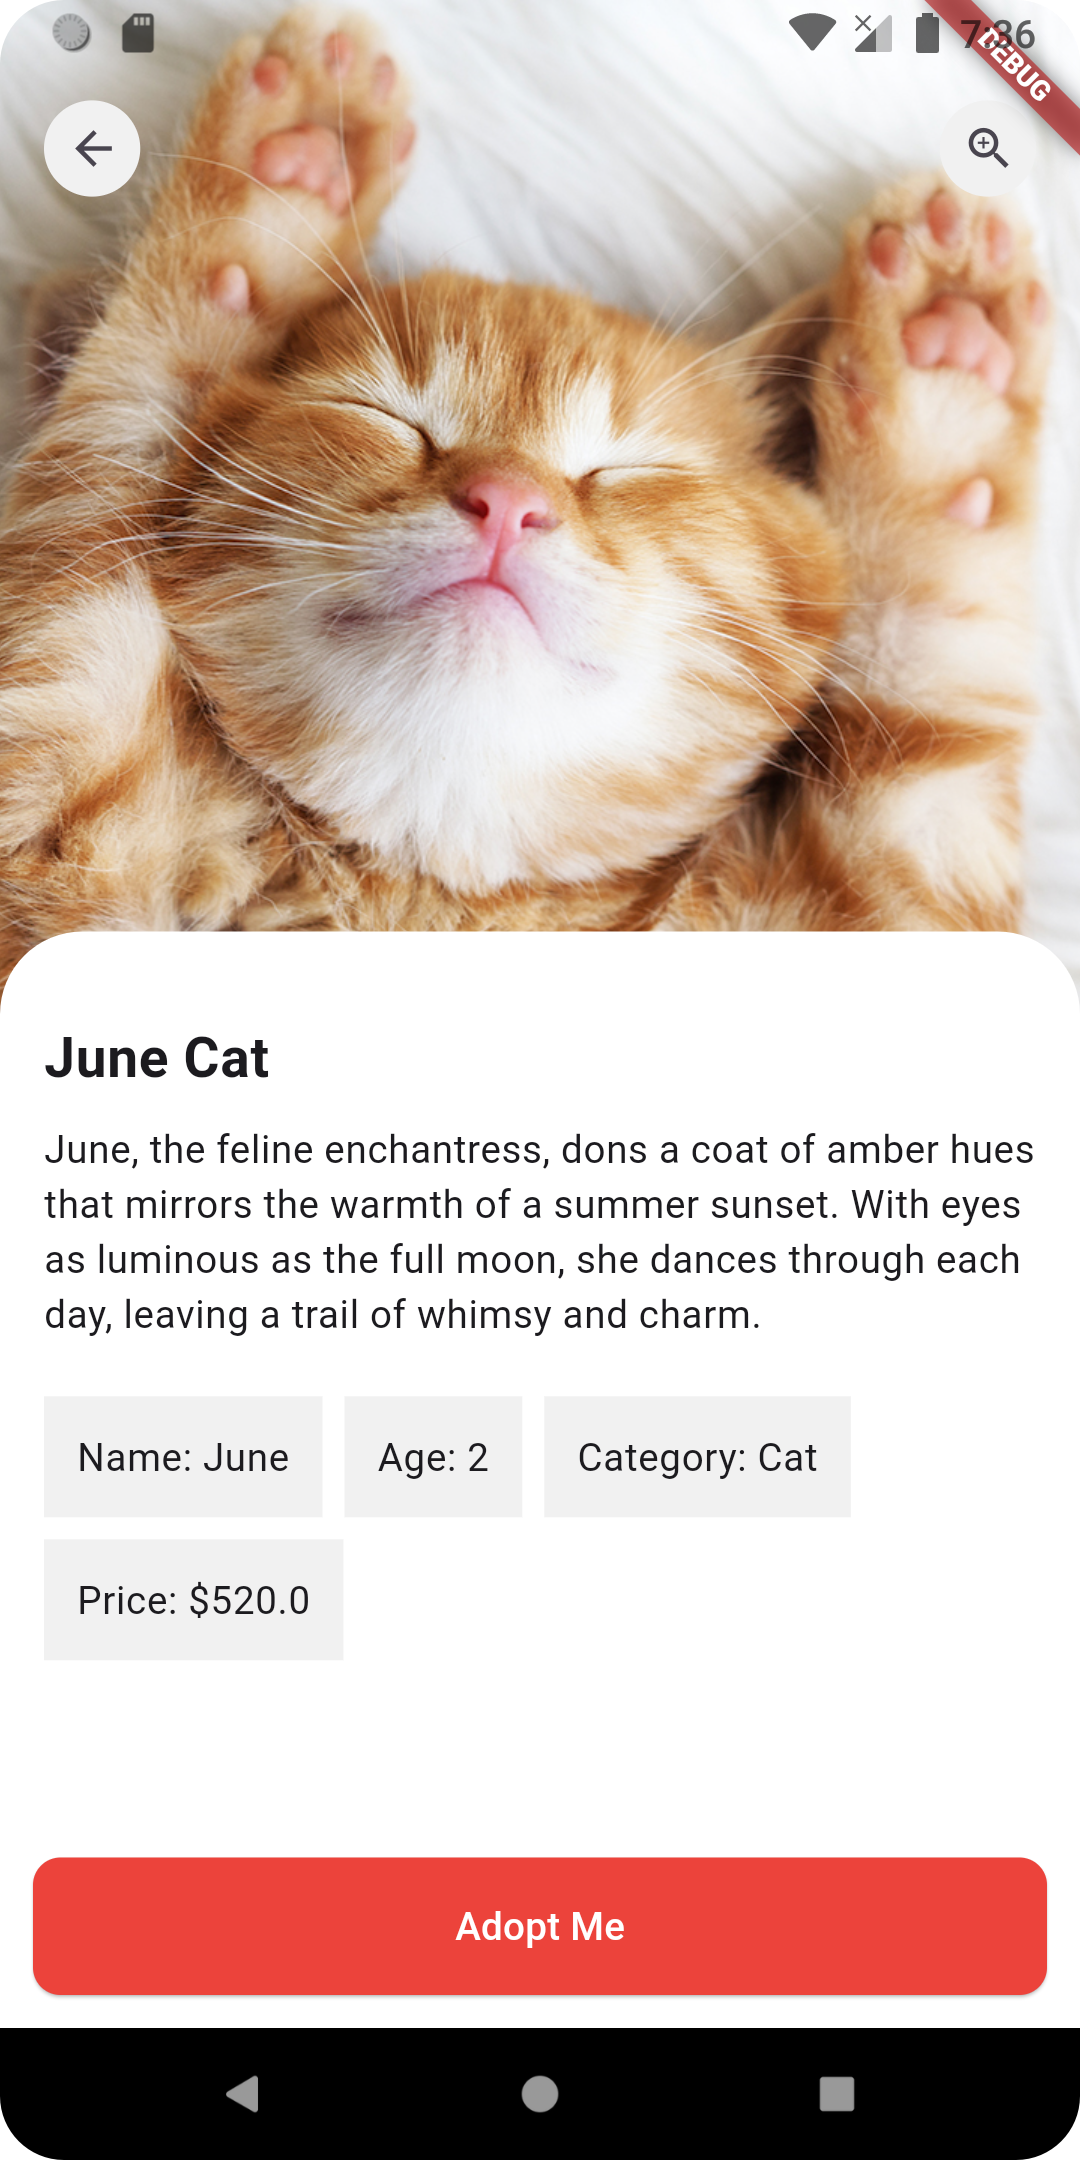 7:36
DEBUG
June Cat
June, the feline enchantress, dons a coat of amber hues
that mirrors the warmth of a summer sunset. With eyes
as luminous as the full moon, she dances through each
day, leaving a trail of whimsy and charm.
Name: June
Age: 2
Category: Cat
Price: $520.0
Adopt Me